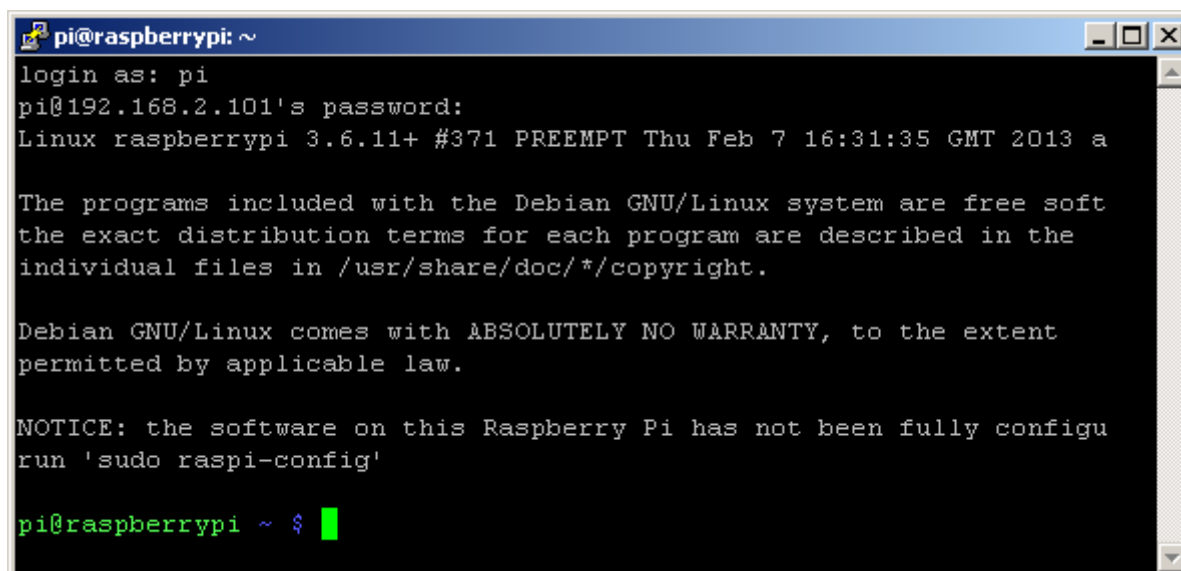 pi@raspberrypi: ~
login as: pi
pi@192.168.2.101's password:
Linux raspberrypi 3.6.11+ #371 PREEMPT Thu Feb 7 16:31:35 GMT 2013 a
The programs included with the Debian GNU/Linux system are free soft
the exact distribution terms for each program are described in the
individual files in /usr/share/doc/*/copyright.
Debian GNU/Linux comes with ABSOLUTELY NO WARRANTY, to the extent
permitted by applicable law.
NOTICE: the software on this Raspberry Pi has not been fully configu
run 'sudo raspi-config'
pi@raspberrypi ~ $